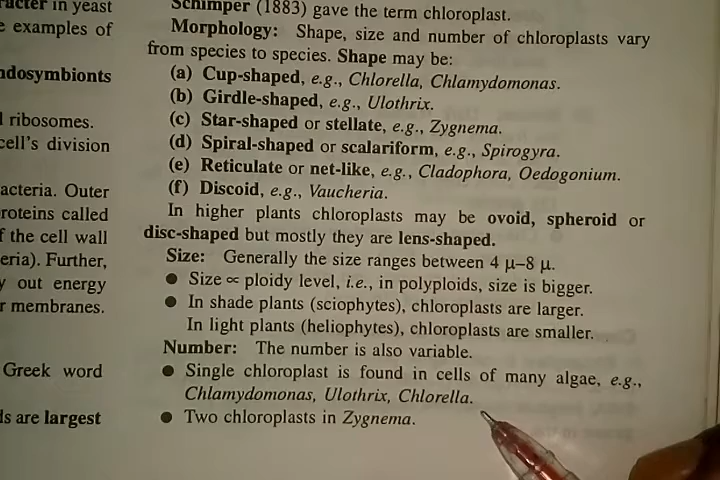 racter in yeast
e examples of
ndosymbionts
l ribosomes.
cell's division
acteria. Outer
roteins called
f the cell wall
eria). Further,
y out energy
r membranes.
Greek word
ds are largest
Schimper (1883) gave the term chloroplast.
Morphology: Shape, size and number of chloroplasts vary
from species to species. Shape may be:
(a) Cup-shaped, e.g., Chlorella, Chlamydomonas.
(b) Girdle-shaped, e.g., Ulothrix.
(c) Star-shaped or stellate, e.g., Zygnema.
(d) Spiral-shaped or scalariform, e.g., Spirogyra.
(e) Reticulate or net-like, e.g., Cladophora, Oedogonium.
(f) Discoid, e.g., Vaucheria.
In higher plants chloroplasts may be ovoid, spheroid or
disc-shaped but mostly they are lens-shaped.
Size: Generally the size ranges between 4 μ–8 μ.
● Size ∝ ploidy level, i.e., in polyploids, size is bigger.
● In shade plants (sciophytes), chloroplasts are larger.
In light plants (heliophytes), chloroplasts are smaller.
Number: The number is also variable.
● Single chloroplast is found in cells of many algae, e.g.,
Chlamydomonas, Ulothrix, Chlorella.
● Two chloroplasts in Zygnema.